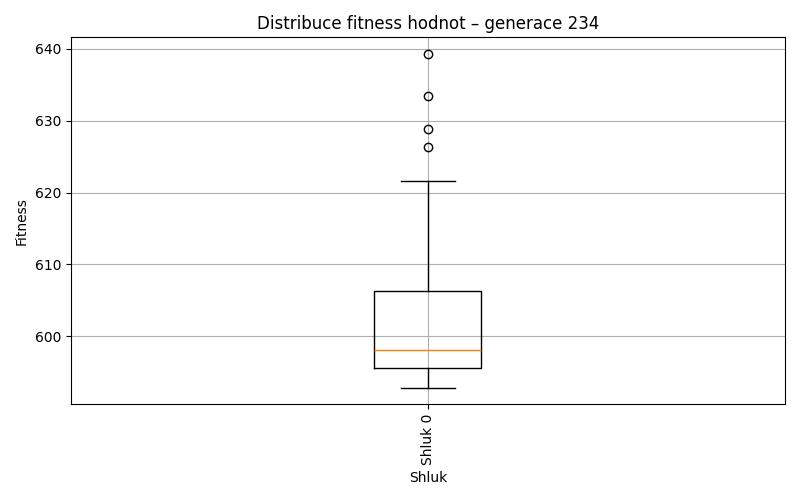 Distribuce fitness hodnot – generace 234
640
630
620
610
600
Fitness
Shluk 0
Shluk